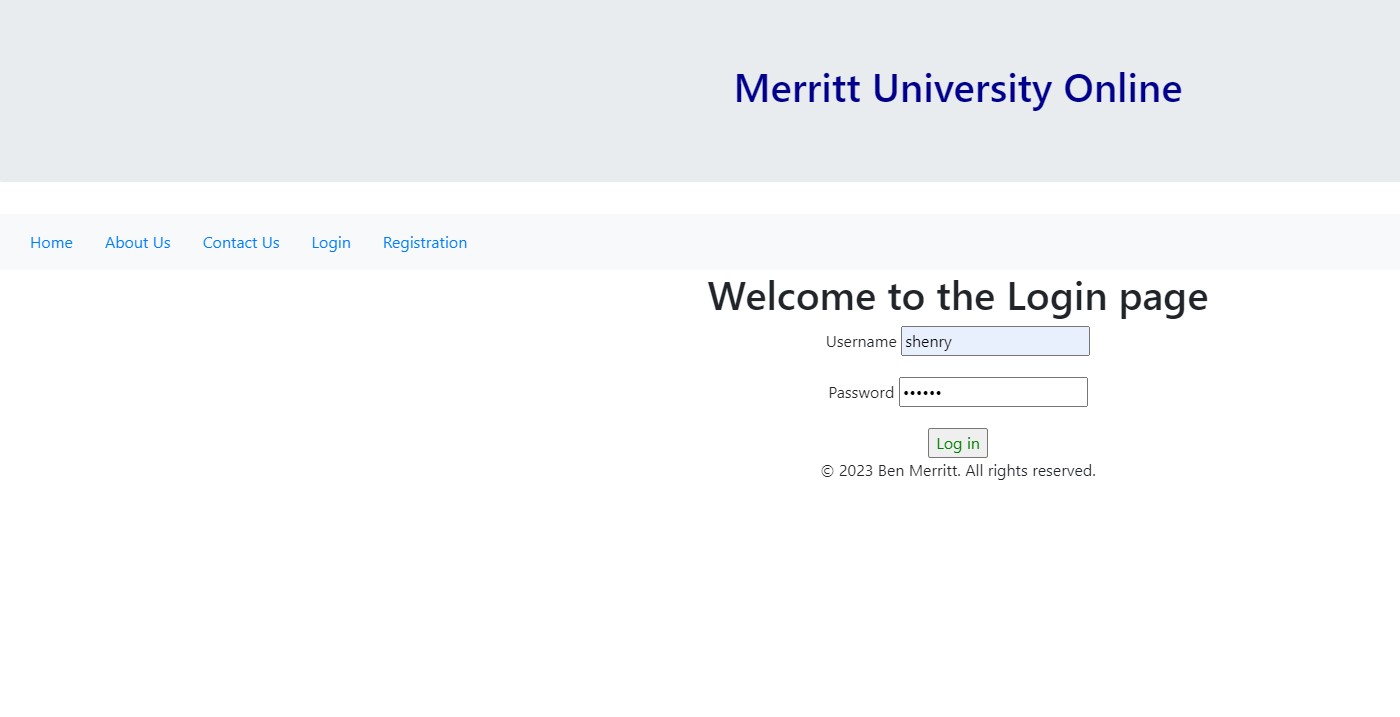 Merritt University Online
Home About Us Contact Us Login Registration
Welcome to the Login page
Username shenry
Password ••••••
Log in
© 2023 Ben Merritt. All rights reserved.